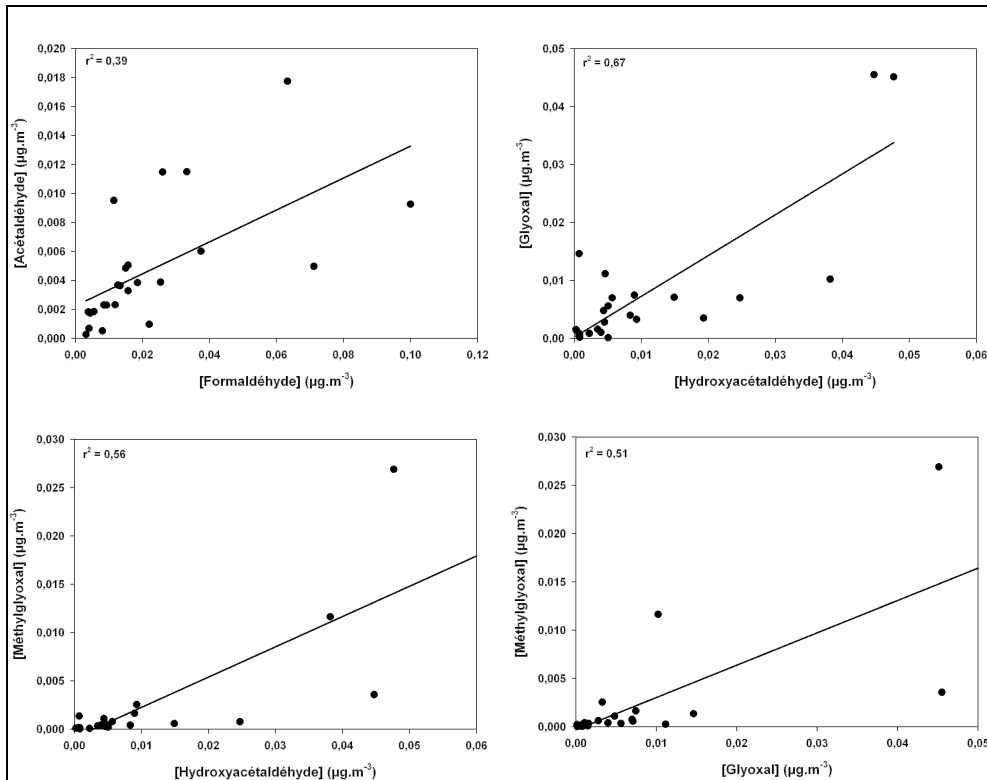 r² = 0,39
[Acétaldéhyde] (µg.m⁻³)
0,020
0,018
0,016
0,014
0,012
0,010
0,008
0,006
0,004
0,002
0,000
0,00 0,02 0,04 0,06 0,08 0,10 0,12
[Formaldéhyde] (µg.m⁻³)
r² = 0,67
[Glyoxal] (µg.m⁻³)
0,05
0,04
0,03
0,02
0,01
0,00
0,00 0,01 0,02 0,03 0,04 0,05 0,06
[Hydroxyacétaldéhyde] (µg.m⁻³)
r² = 0,56
[Méthylglyoxal] (µg.m⁻³)
0,030
0,025
0,020
0,015
0,010
0,005
0,000
0,00 0,01 0,02 0,03 0,04 0,05 0,06
[Hydroxyacétaldéhyde] (µg.m⁻³)
r² = 0,51
[Méthylglyoxal] (µg.m⁻³)
0,030
0,025
0,020
0,015
0,010
0,005
0,000
0,00 0,01 0,02 0,03 0,04 0,05
[Glyoxal] (µg.m⁻³)